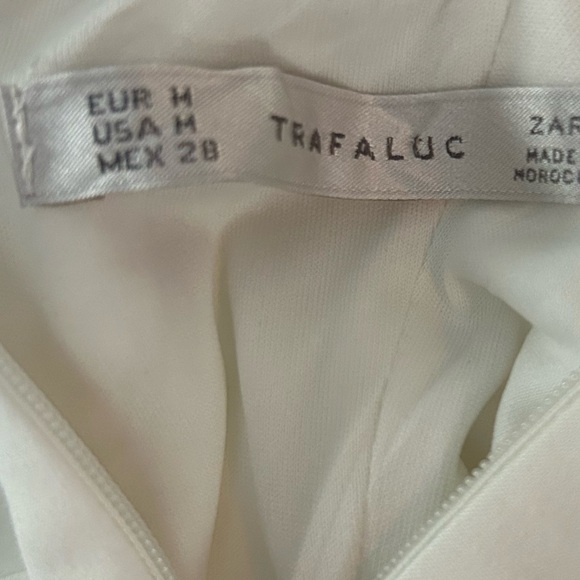 EUR M
USA M
MEX 28
TRAFALUC
ZAR
MADE
MOROC